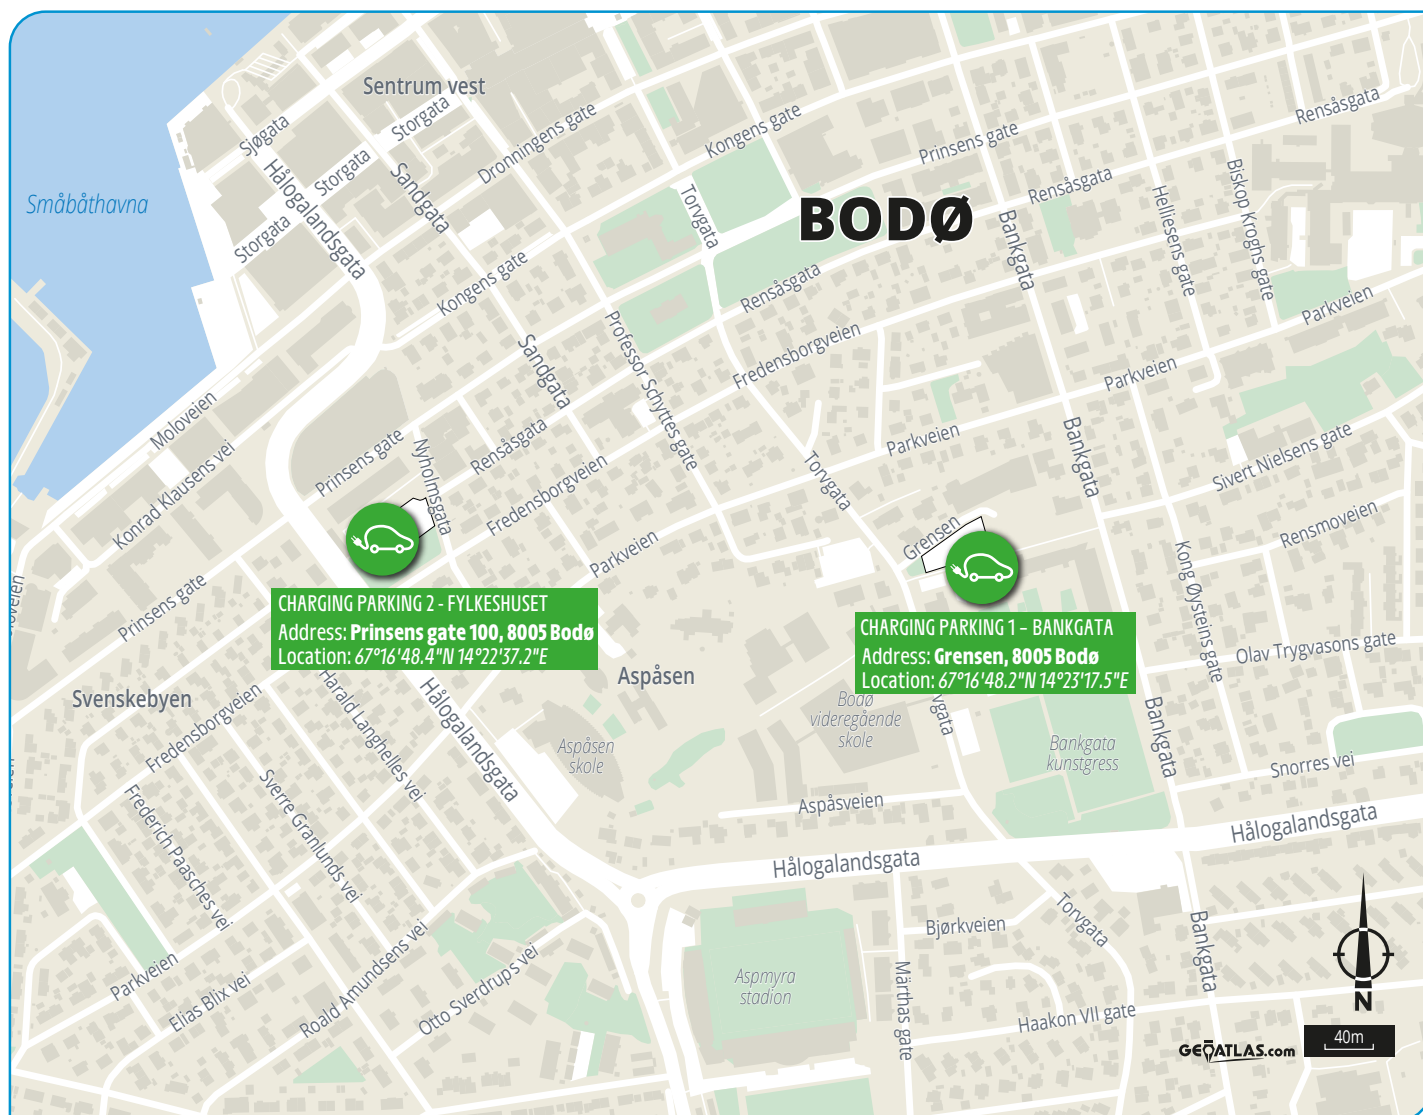 Sentrum vest
Storgata
Sjøgata
Storgata
Hålogalandsgata
Sandgata
Storgata
Dronningens gate
Kongens gate
Prinsens gate
Rensåsgata
Småbåthavna
Torvgata
BODØ
Rensåsgata
Bankgata
Helliesens gate
Biskop Kroghs gate
Kongens gate
Rensåsgata
Parkveien
Professor Schyttes gate
Sandgata
Fredensborgveien
Parkveien
Moloveien
Konrad Klausens vei
Prinsens gate
Nyholmsgata
Rensåsgata
Fredensborgveien
Parkveien
Torvgata
Parkveien
Bankgata
Sivert Nielsens gate
Rensmoveien
Grensen
Kong Øysteins gate
Prinsens gate
CHARGING PARKING 2 - FYLKESHUSET
Address: Prinsens gate 100, 8005 Bodø
Location: 67°16'48.4"N 14°22'37.2"E
CHARGING PARKING 1 – BANKGATA
Address: Grensen, 8005 Bodø
Location: 67°16'48.2"N 14°23'17.5"E
Olav Trygvasons gate
Svenskebyen
Fredensborgveien
Harald Langhelles vei
Hålogalandsgata
Aspåsen
Aspåsen
skole
Bodø
videregående
skole
Bankgata
kunstgress
Bankgata
Snorres vei
Frederich Paasches vei
Sverre Granlunds vei
Aspåsveien
Hålogalandsgata
Hålogalandsgata
Parkveien
Elias Blix vei
Roald Amundsens vei
Otto Sverdrups vei
Aspmyra
stadion
Bjørkveien
Torvgata
Bankgata
Märthas gate
Haakon VII gate
N
GEOATLAS.com
40m